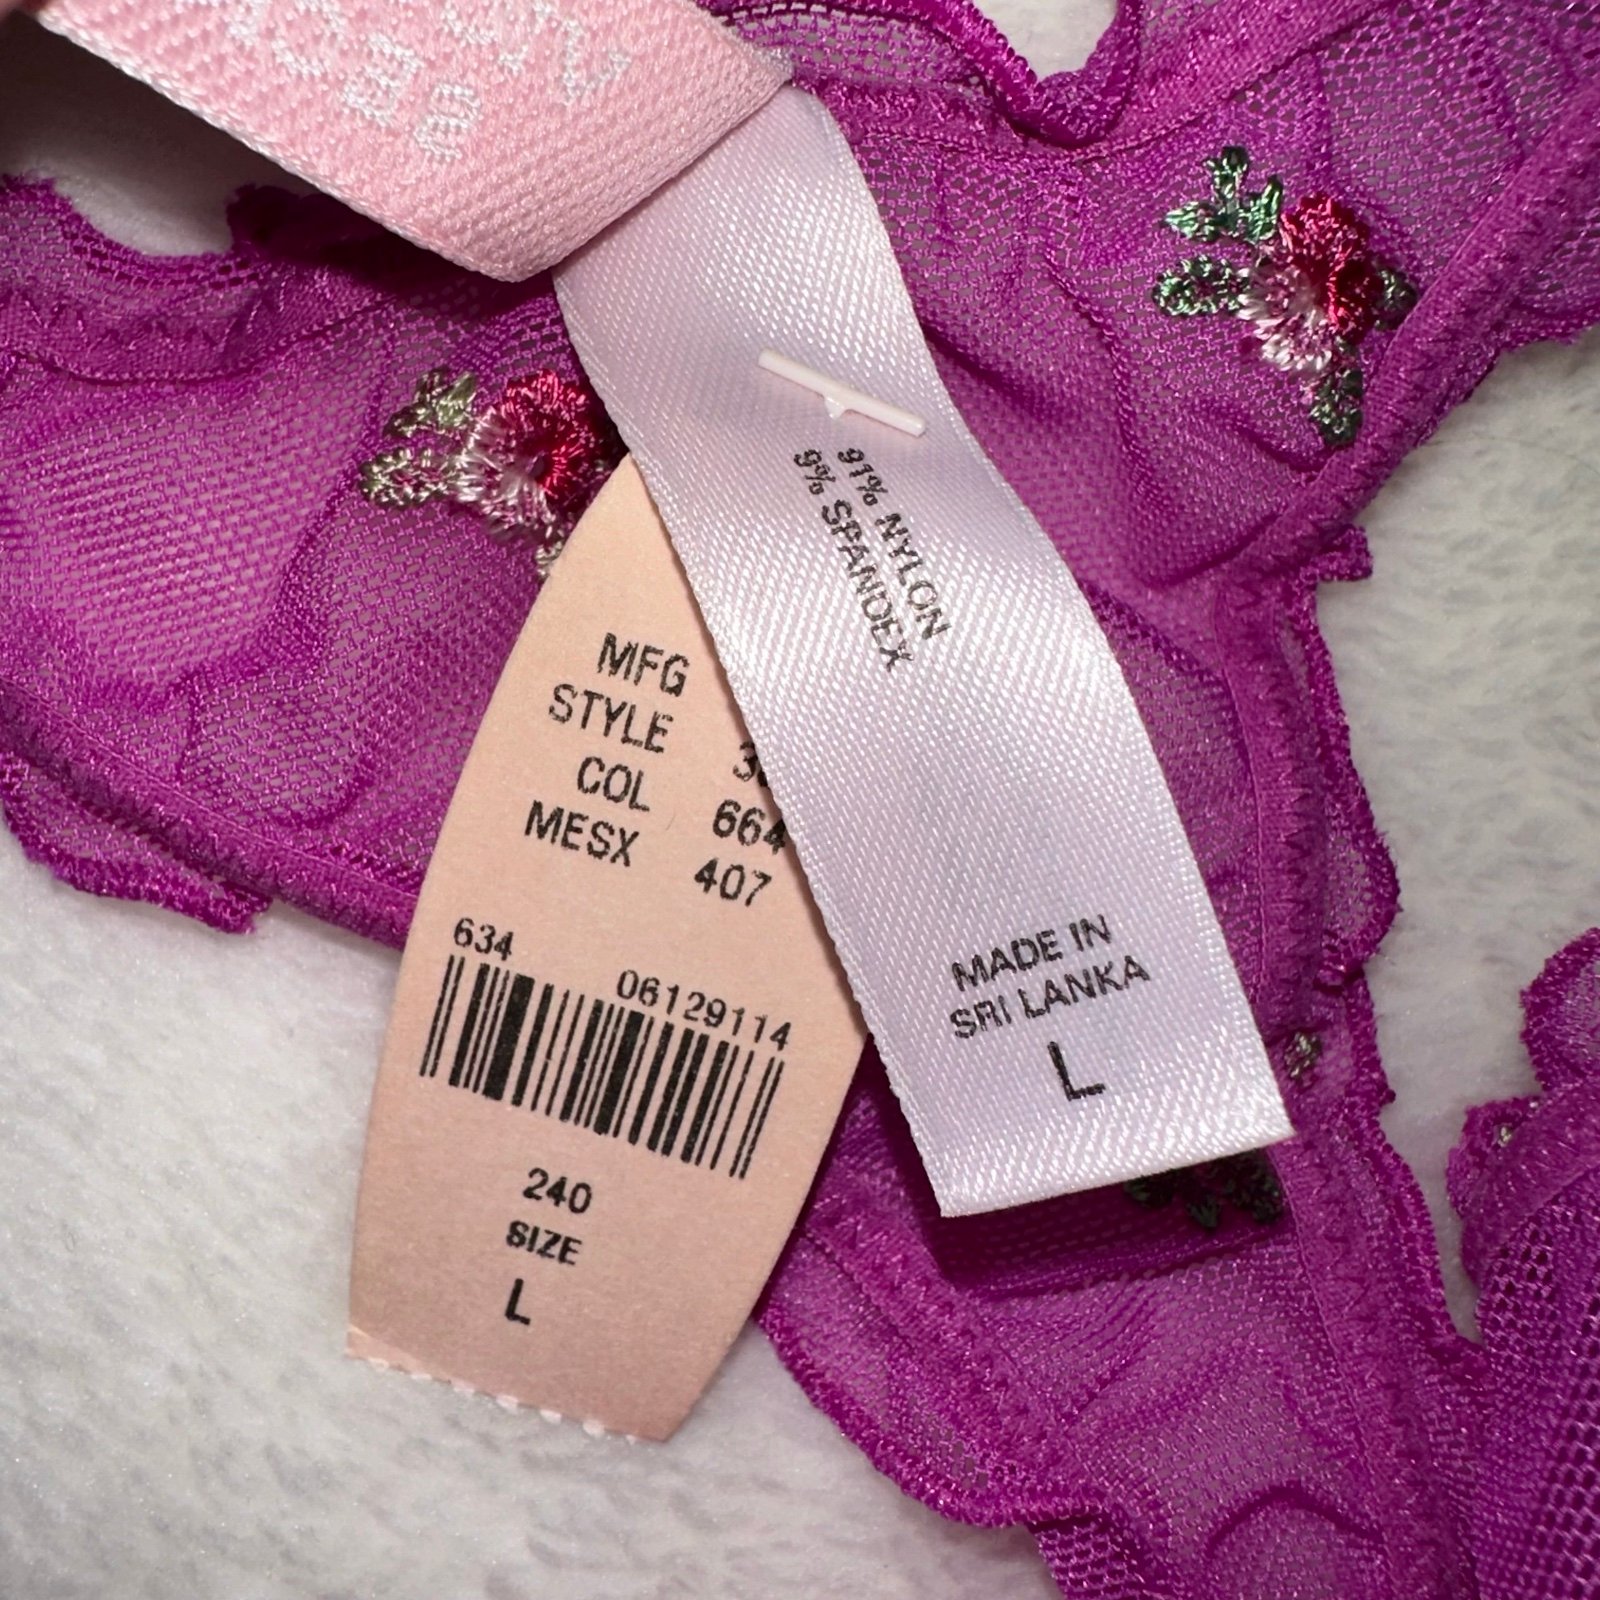 91% NYLON
9% SPANDEX
MADE IN
SRI LANKA
L
MFG
STYLE
COL 664
MESX 407
634 06129114
240
SIZE
L